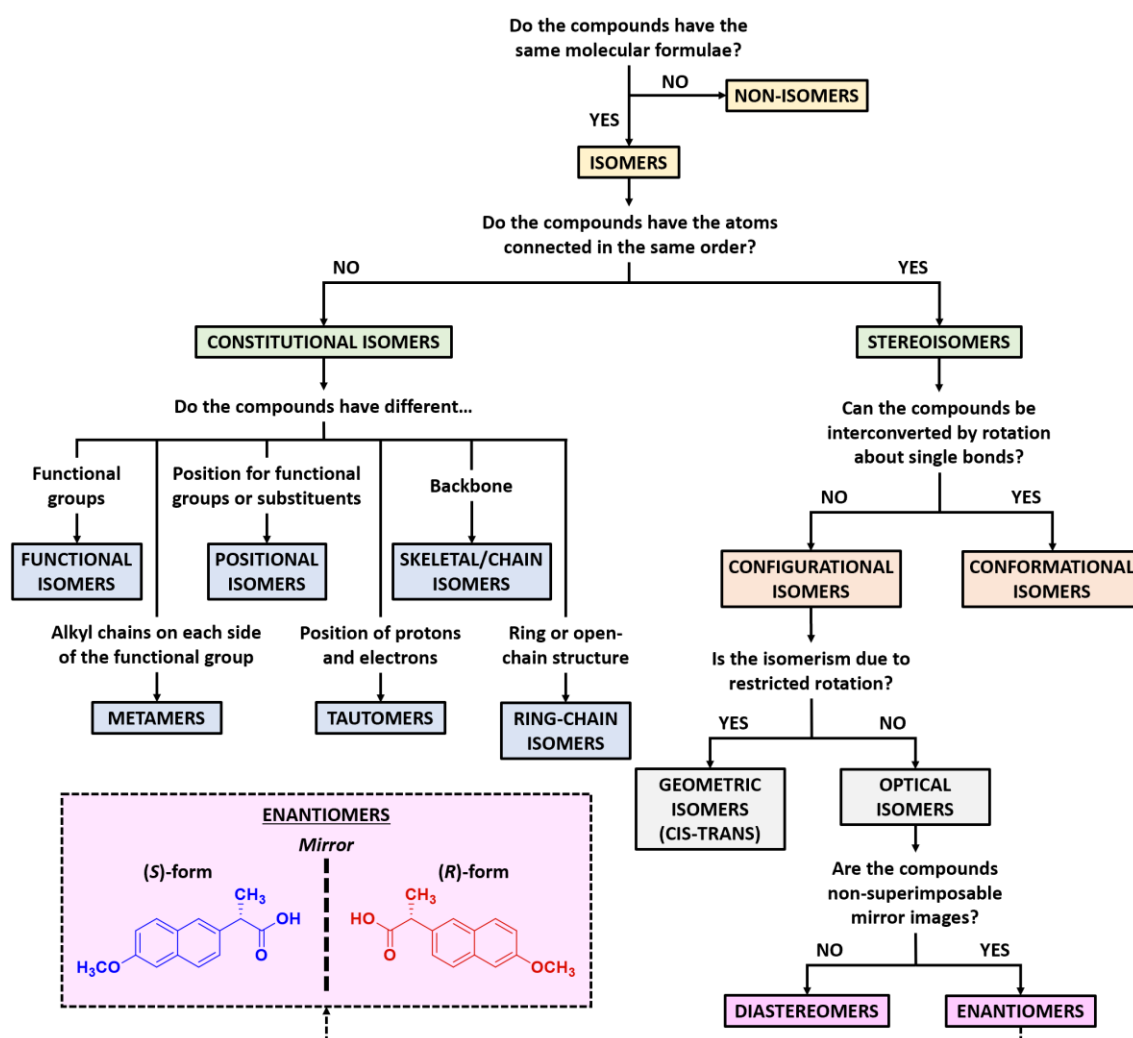 Do the compounds have the
same molecular formulae?
NO
NON-ISOMERS
YES
ISOMERS
Do the compounds have the atoms
connected in the same order?
NO
YES
CONSTITUTIONAL ISOMERS
STEREOISOMERS
Do the compounds have different...
Can the compounds be
interconverted by rotation
about single bonds?
Functional
groups
Position for functional
groups or substituents
Backbone
NO
YES
FUNCTIONAL
ISOMERS
POSITIONAL
ISOMERS
SKELETAL/CHAIN
ISOMERS
CONFIGURATIONAL
ISOMERS
CONFORMATIONAL
ISOMERS
Alkyl chains on each side
of the functional group
Position of protons
and electrons
Ring or open-
chain structure
Is the isomerism due to
restricted rotation?
METAMERS
TAUTOMERS
RING-CHAIN
ISOMERS
YES
NO
GEOMETRIC
ISOMERS
(CIS-TRANS)
OPTICAL
ISOMERS
ENANTIOMERS
Mirror
(S)-form
(R)-form
CH₃
OH
O
H₃CO
CH₃
HO
O
OCH₃
Are the compounds
non-superimposable
mirror images?
NO
YES
DIASTEREOMERS
ENANTIOMERS